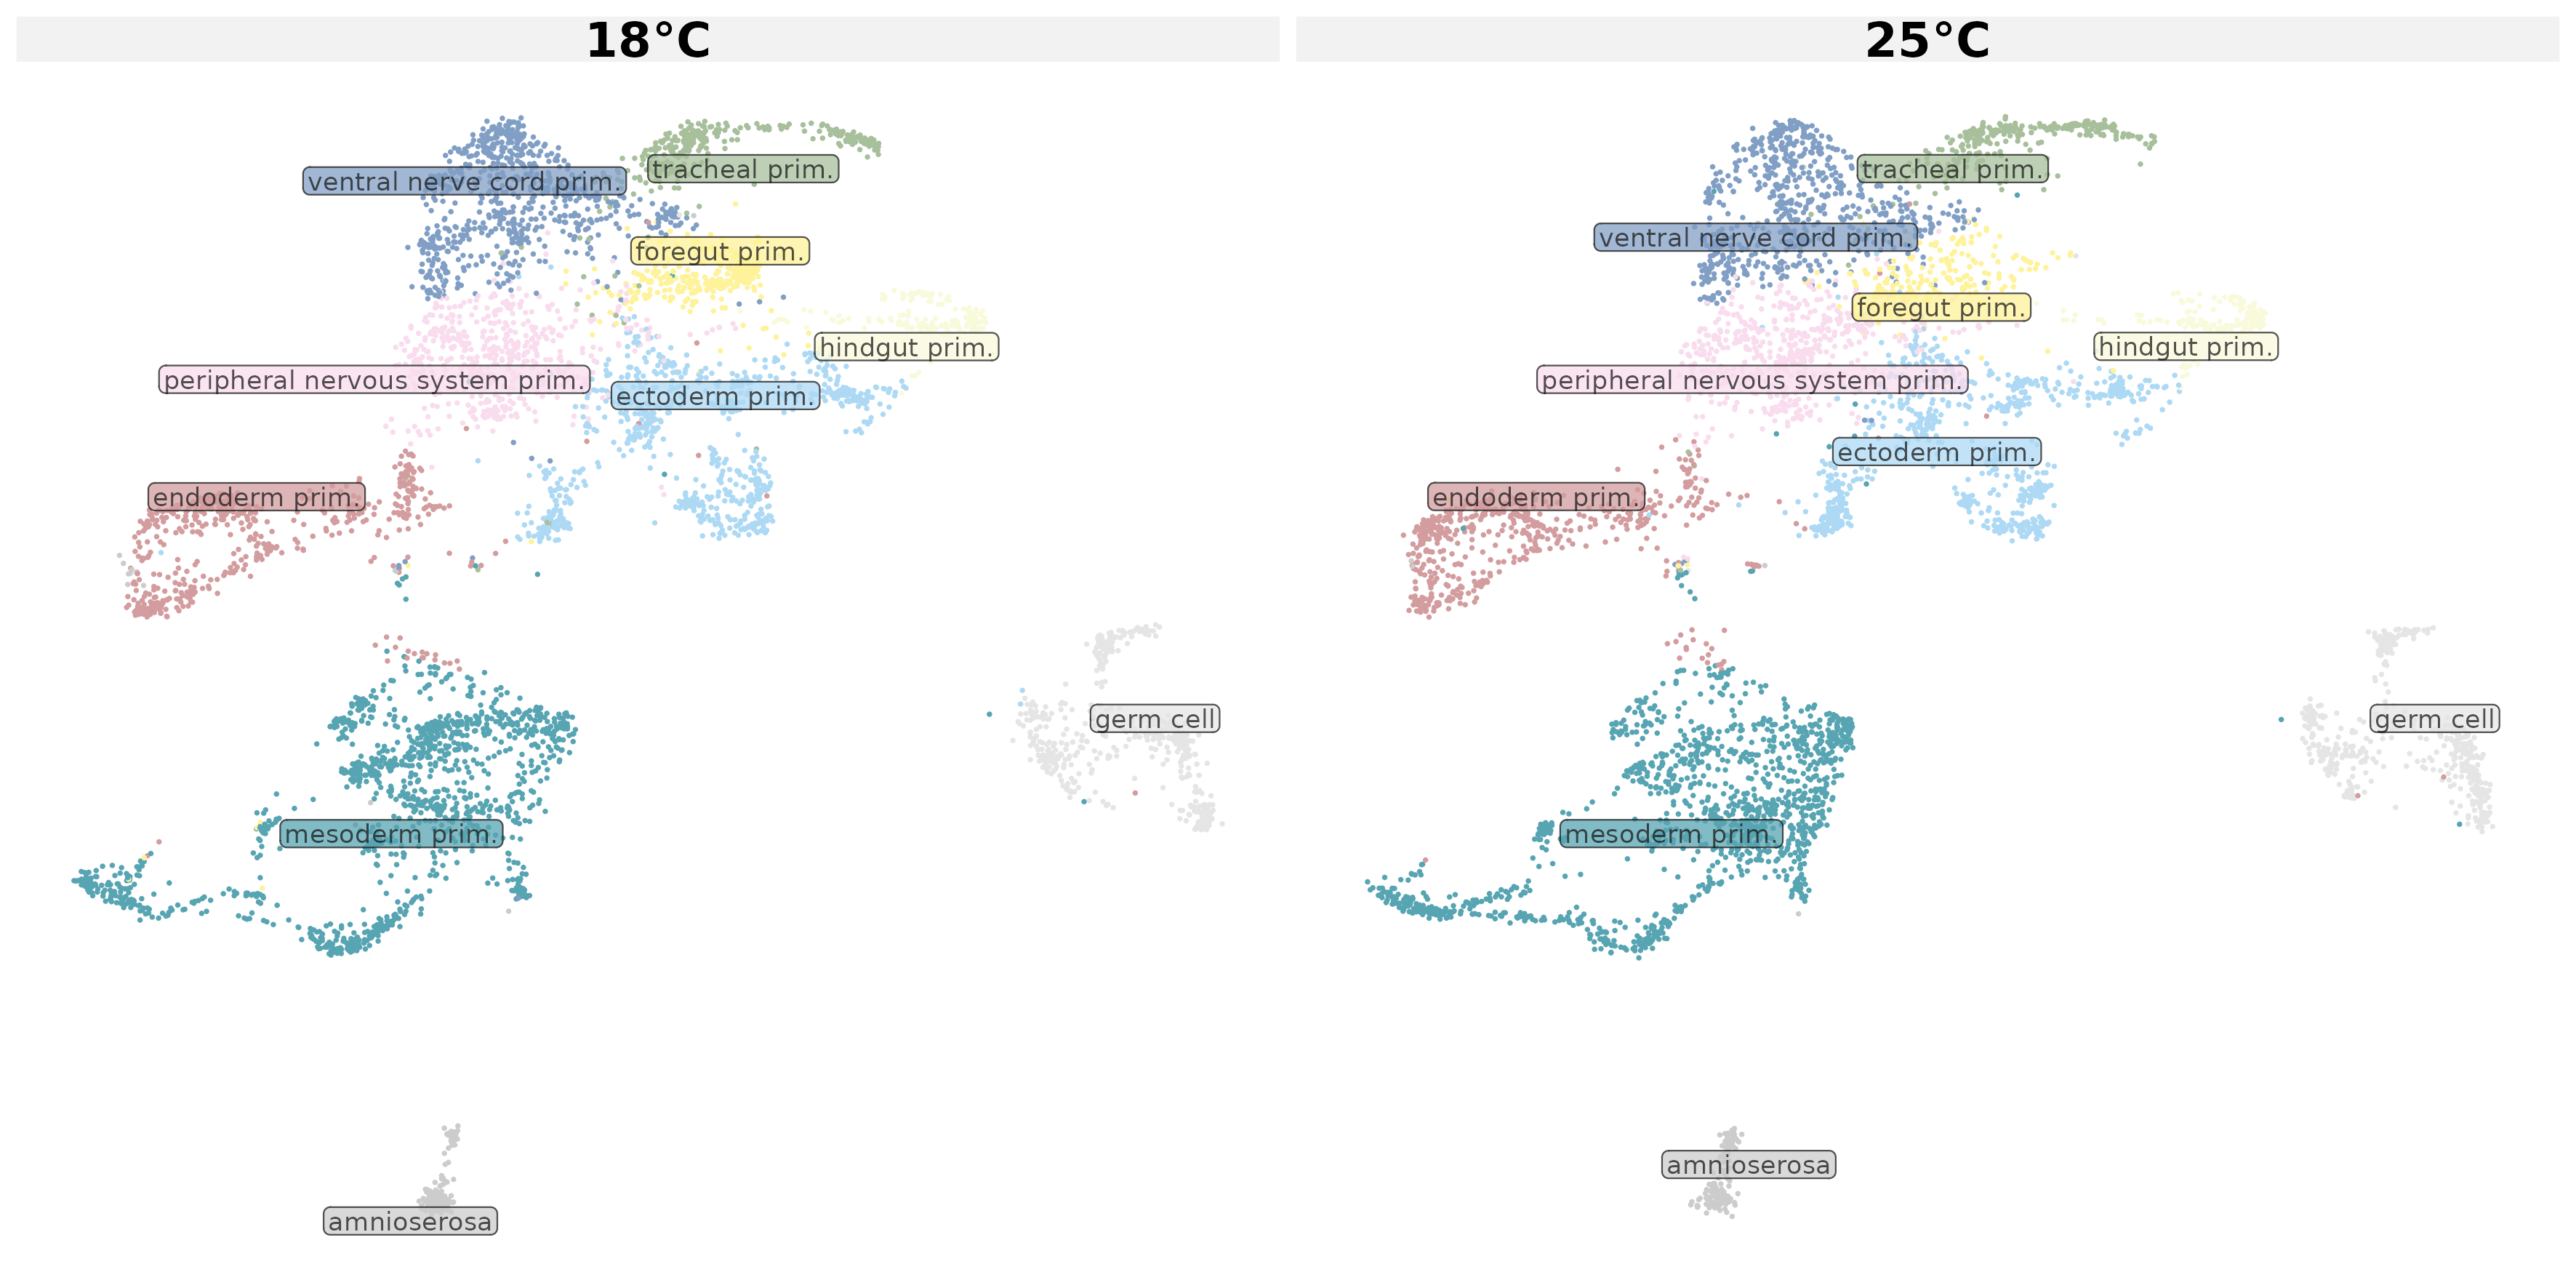 18°C
ventral nerve cord prim.
tracheal prim.
foregut prim.
hindgut prim.
peripheral nervous system prim.
ectoderm prim.
endoderm prim.
germ cell
mesoderm prim.
amnioserosa
25°C
tracheal prim.
ventral nerve cord prim.
foregut prim.
hindgut prim.
peripheral nervous system prim.
ectoderm prim.
endoderm prim.
germ cell
mesoderm prim.
amnioserosa